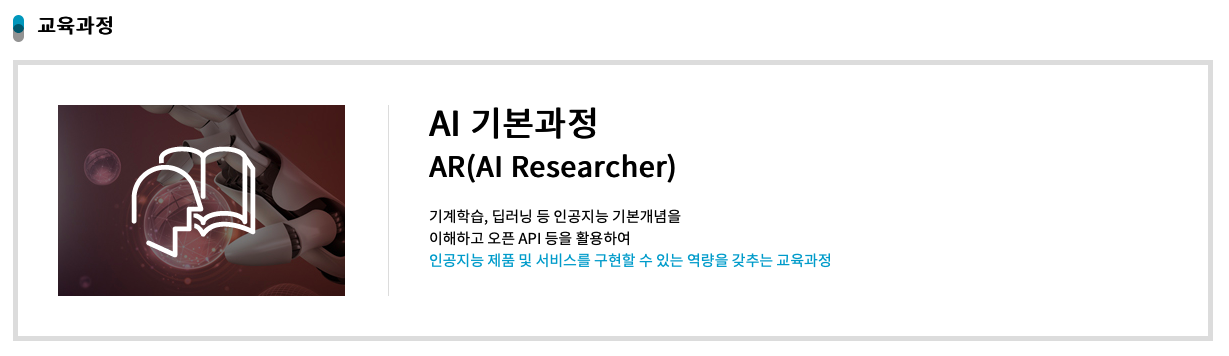 교육과정
AI 기본과정
AR(AI Researcher)
기계학습, 딥러닝 등 인공지능 기본개념을
이해하고 오픈 API 등을 활용하여
인공지능 제품 및 서비스를 구현할 수 있는 역량을 갖추는 교육과정